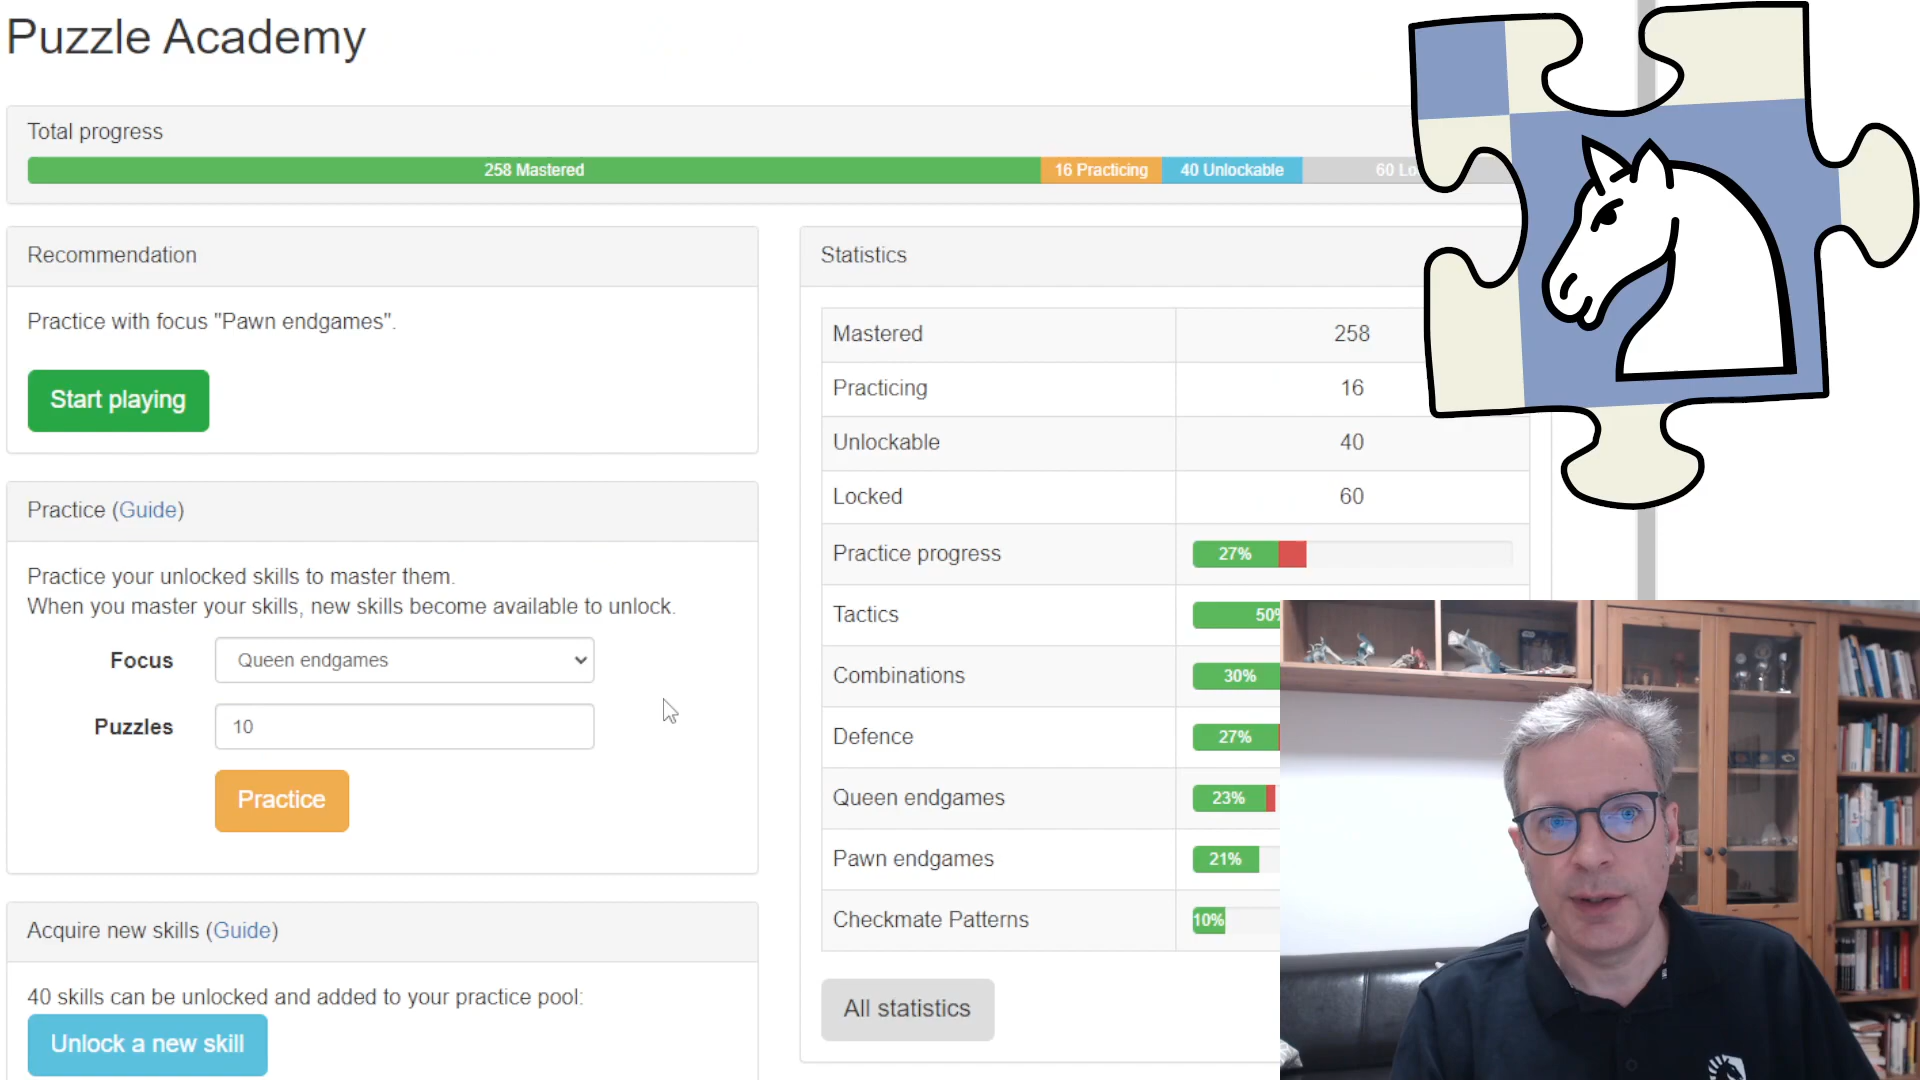 Puzzle Academy
Total progress
258 Mastered
16 Practicing
40 Unlockable
60 Lo
Recommendation
Practice with focus "Pawn endgames".
Start playing
Practice (Guide)
Practice your unlocked skills to master them.
When you master your skills, new skills become available to unlock.
Focus
Queen endgames
Puzzles
10
Practice
Acquire new skills (Guide)
40 skills can be unlocked and added to your practice pool:
Unlock a new skill
Statistics
Mastered 258
Practicing 16
Unlockable 40
Locked 60
Practice progress 27%
Tactics 50%
Combinations 30%
Defence 27%
Queen endgames 23%
Pawn endgames 21%
Checkmate Patterns 10%
All statistics